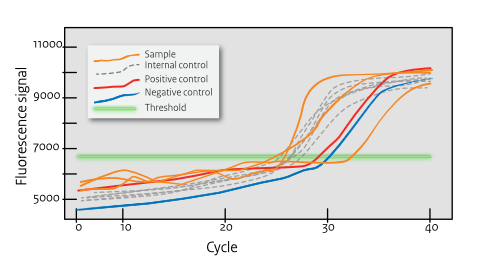 11000
9000
7000
5000
Fluorescence signal
Sample
Internal control
Positive control
Negative control
Threshold
0
10
20
30
40
Cycle